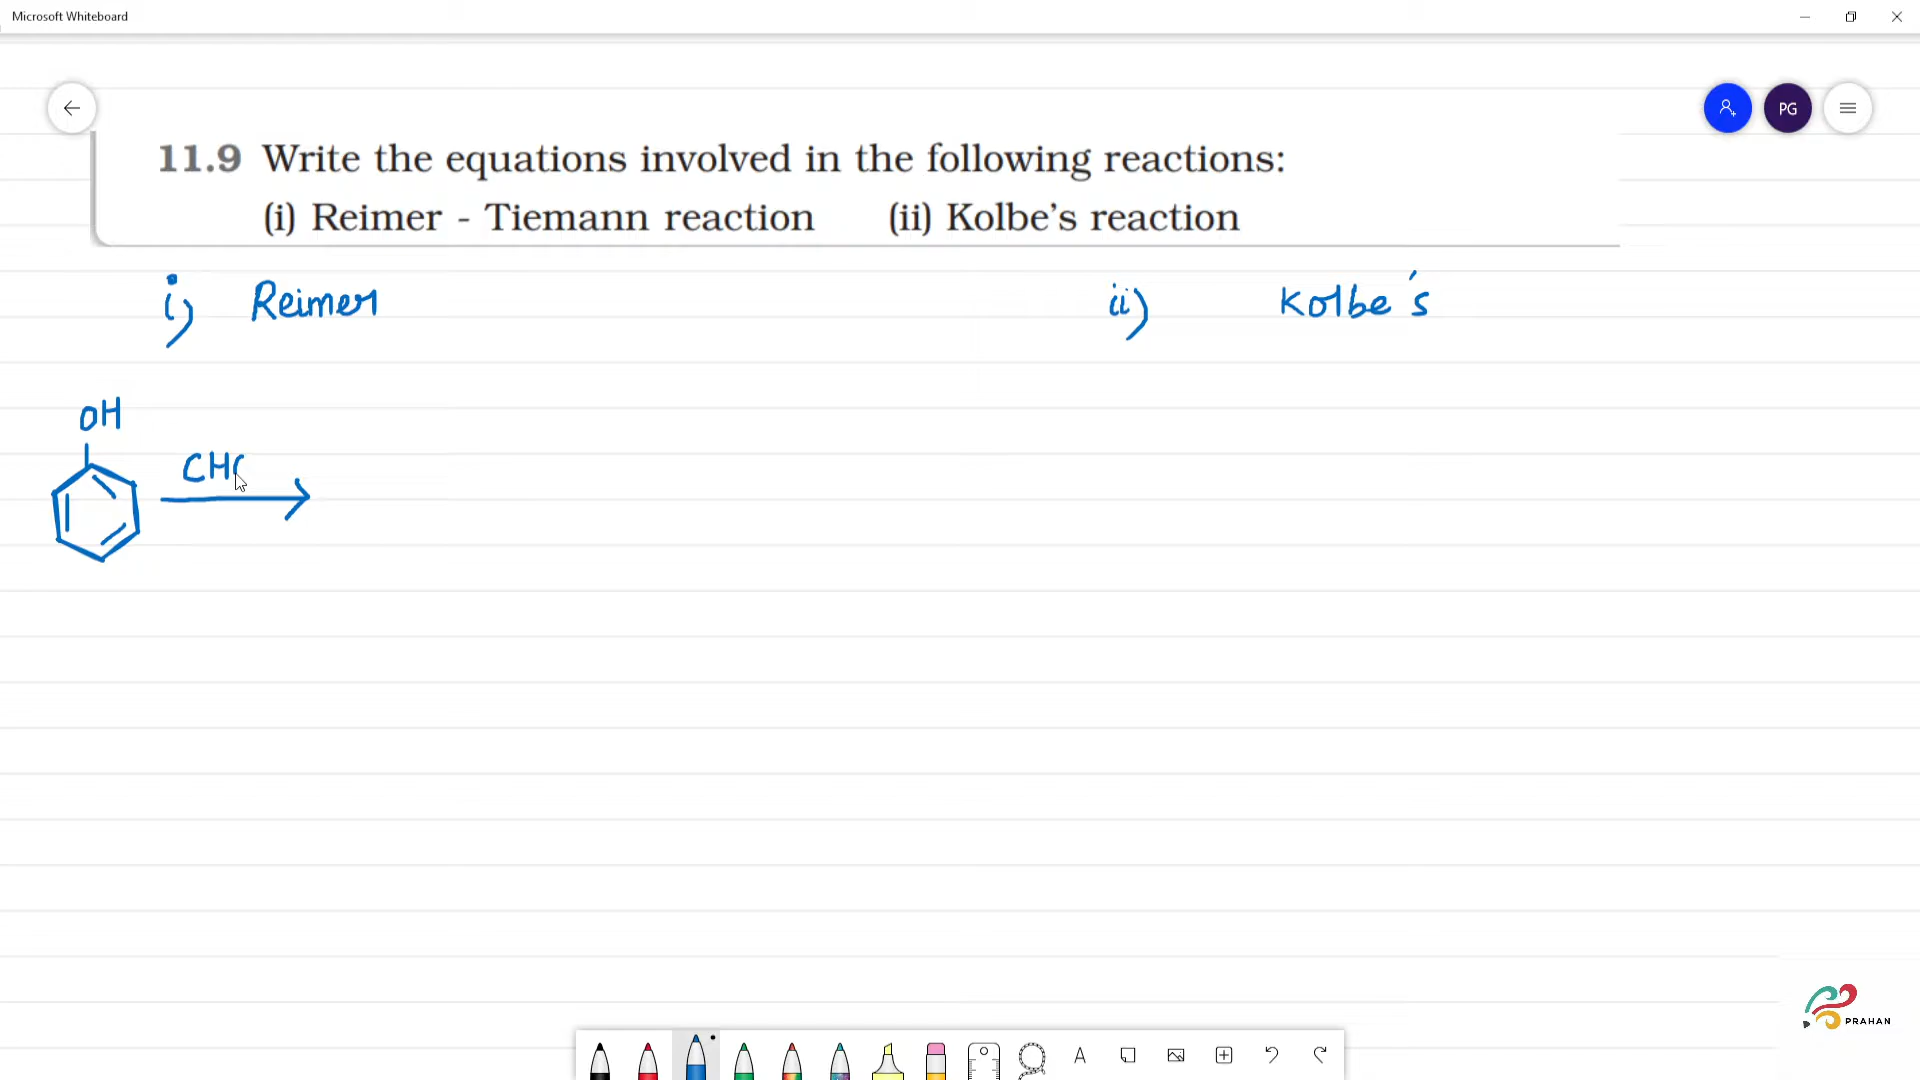 Microsoft Whiteboard
PG
11.9 Write the equations involved in the following reactions:
(i) Reimer - Tiemann reaction (ii) Kolbe's reaction
i) Reimer ii) Kolbe's
OH
CHC
A
PRAHAN